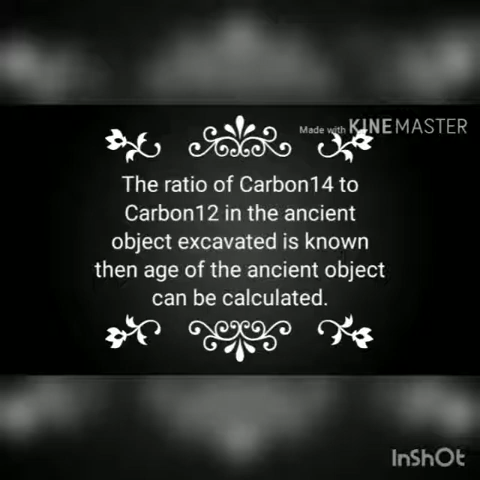 Made with KINEMASTER
The ratio of Carbon14 to
Carbon12 in the ancient
object excavated is known
then age of the ancient object
can be calculated.
InShOt